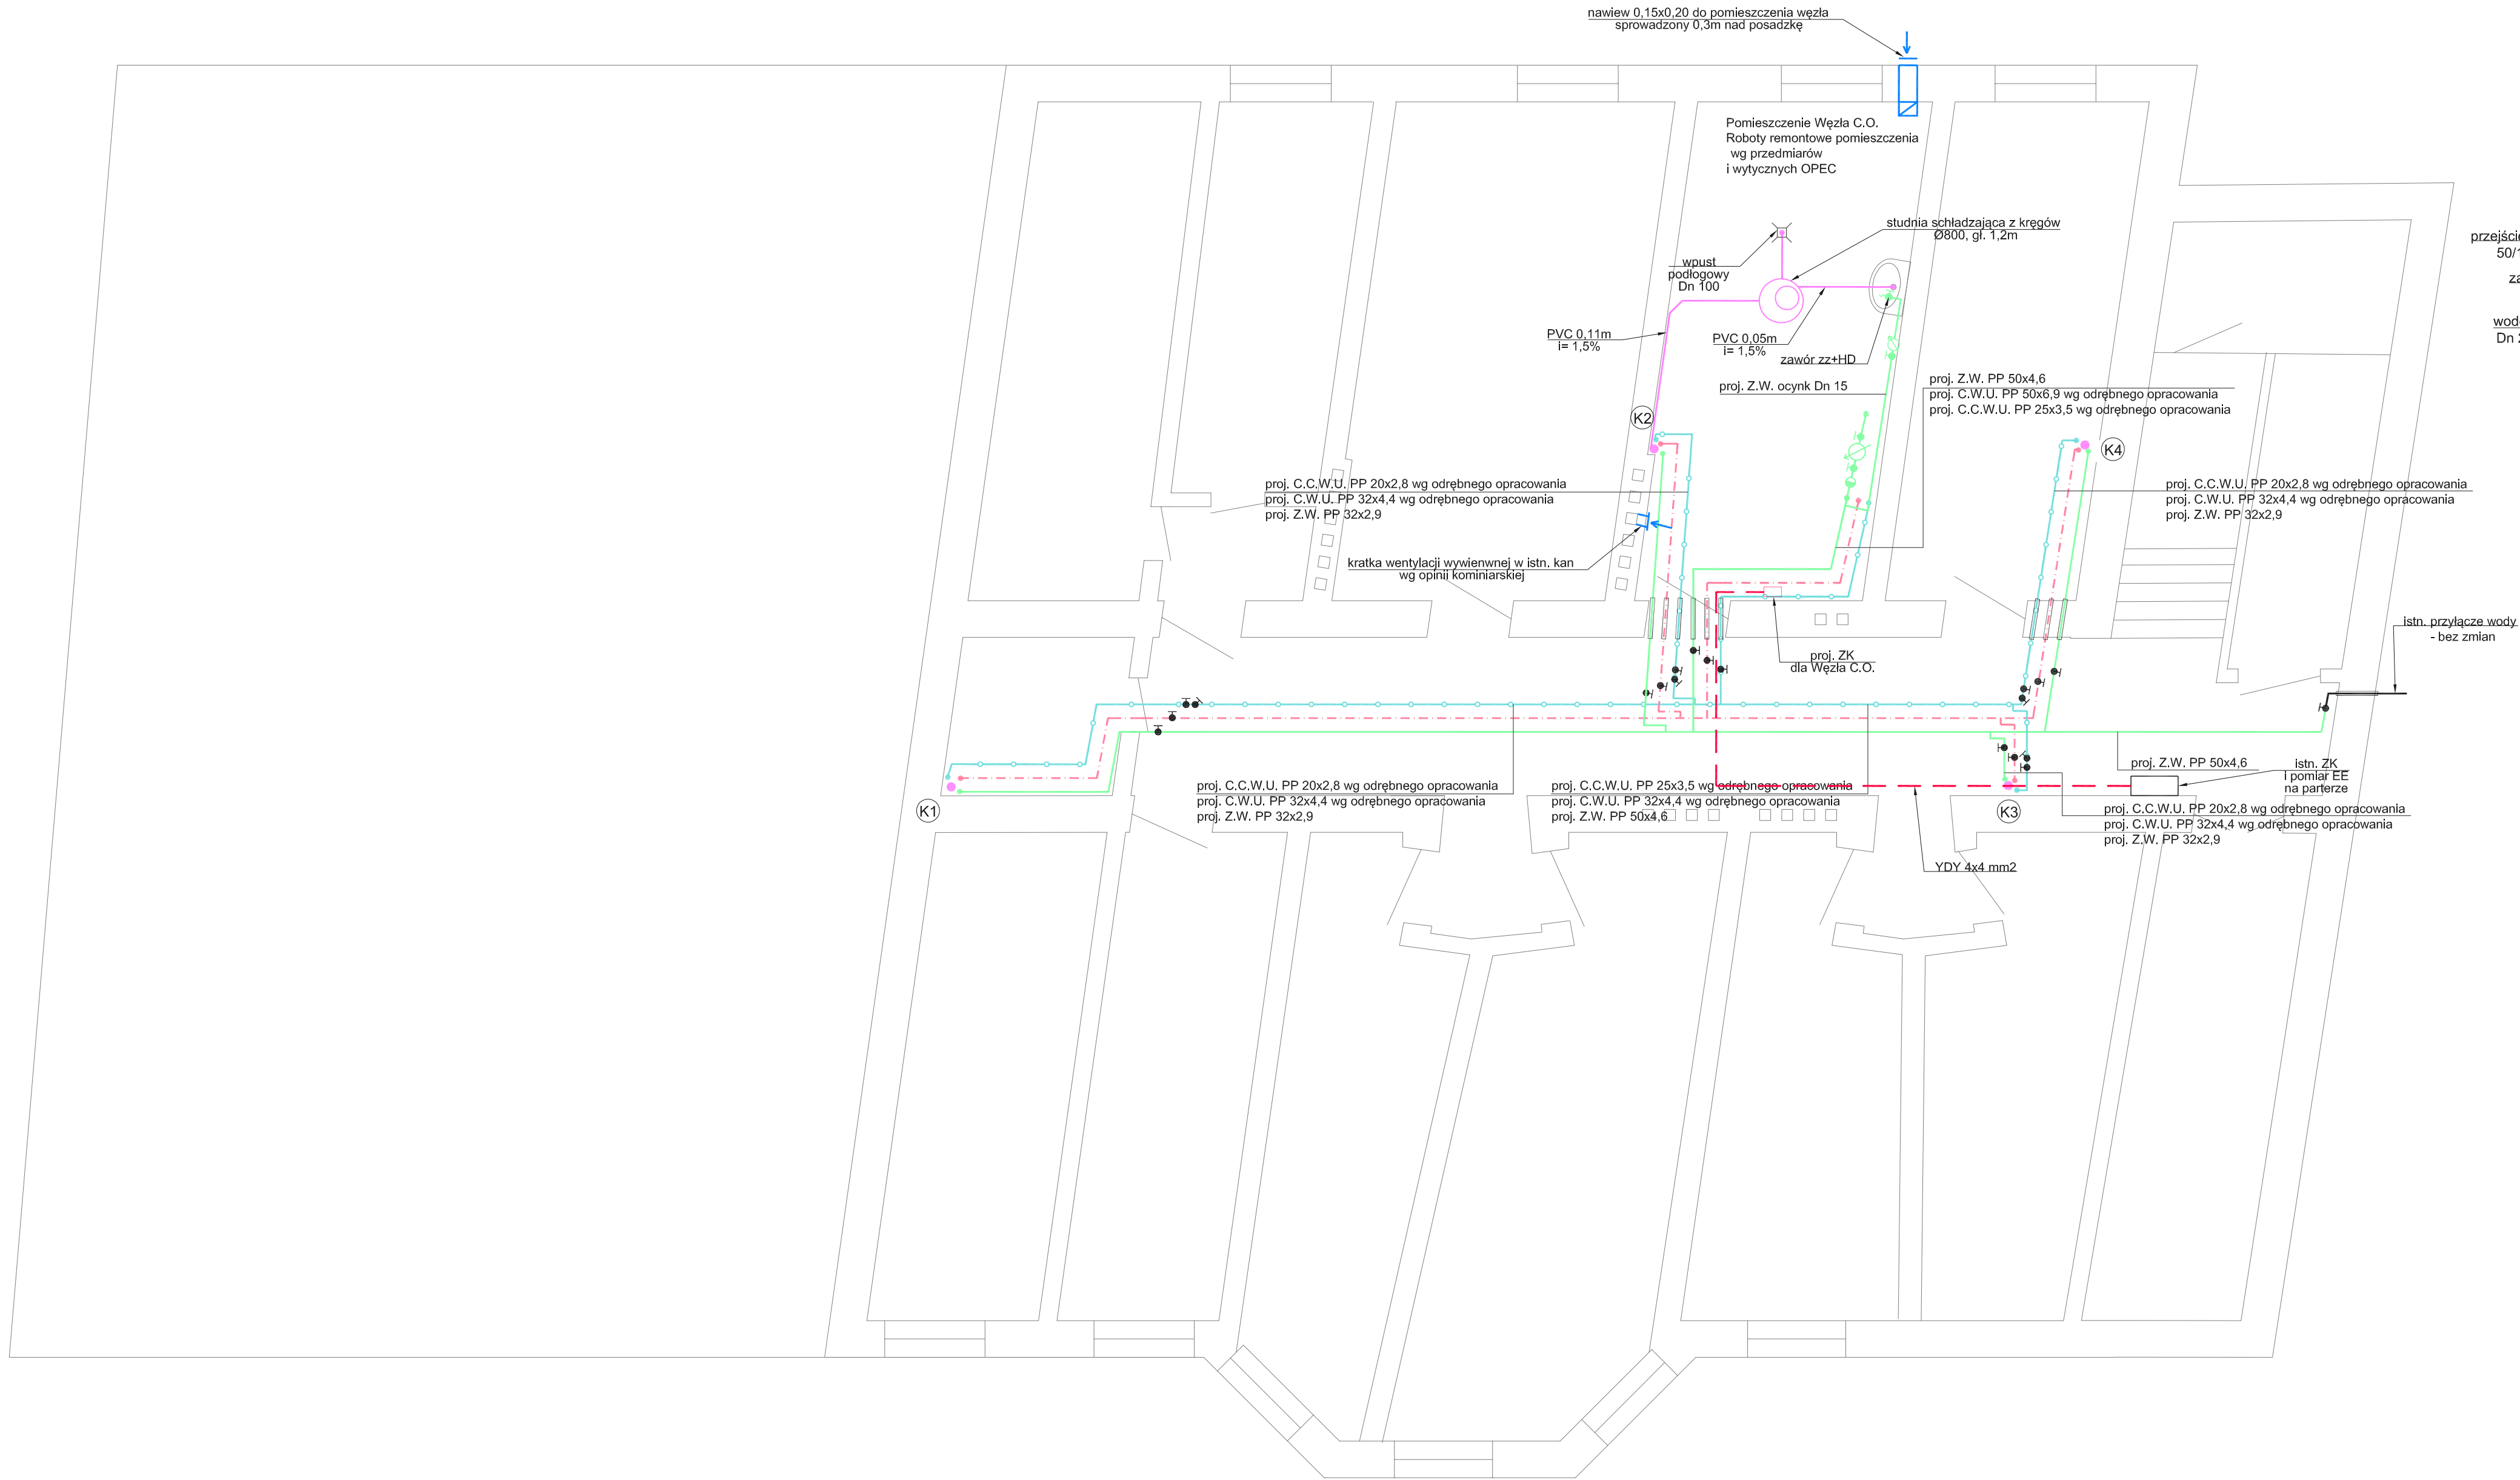 nawiew 0,15x0,20 do pomieszczenia węzła
sprowadzony 0,3m nad posadzkę
Pomieszczenie Węzła C.O.
Roboty remontowe pomieszczenia
wg przedmiarów
i wytycznych OPEC
studnia schładzająca z kręgów
Ø800, gł. 1,2m
wpust
podłogowy
Dn 100
PVC 0,11m
i= 1,5%
PVC 0,05m
i= 1,5%
zawór zz+HD
proj. Z.W. ocynk Dn 15
proj. Z.W. PP 50x4,6
proj. C.W.U. PP 50x6,9 wg odrębnego opracowania
proj. C.C.W.U. PP 25x3,5 wg odrębnego opracowania
K2
K4
proj. C.C.W.U. PP 20x2,8 wg odrębnego opracowania
proj. C.W.U. PP 32x4,4 wg odrębnego opracowania
proj. Z.W. PP 32x2,9
proj. C.C.W.U. PP 20x2,8 wg odrębnego opracowania
proj. C.W.U. PP 32x4,4 wg odrębnego opracowania
proj. Z.W. PP 32x2,9
kratka wentylacji wywienwnej w istn. kan
wg opinii kominiarskiej
przejście
50/1
za
wod
Dn 2
istn. przyłącze wody
- bez zmian
proj. ZK
dla Węzła C.O.
proj. Z.W. PP 50x4,6
istn. ZK
i pomiar EE
na parterze
K1
proj. C.C.W.U. PP 20x2,8 wg odrębnego opracowania
proj. C.W.U. PP 32x4,4 wg odrębnego opracowania
proj. Z.W. PP 32x2,9
proj. C.C.W.U. PP 25x3,5 wg odrębnego opracowania
proj. C.W.U. PP 32x4,4 wg odrębnego opracowania
proj. Z.W. PP 50x4,6
K3
proj. C.C.W.U. PP 20x2,8 wg odrębnego opracowania
proj. C.W.U. PP 32x4,4 wg odrębnego opracowania
proj. Z.W. PP 32x2,9
YDY 4x4 mm2